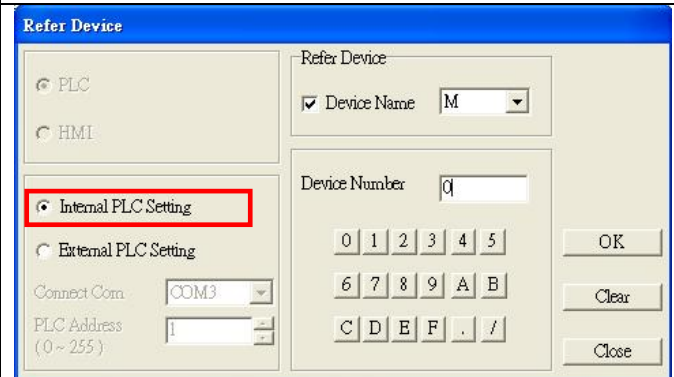 Refer Device
PLC
HMI
Internal PLC Setting
External PLC Setting
Connect Com COM3
PLC Address 1
(0 ~ 255)
Refer Device
Device Name M
Device Number 0
0 1 2 3 4 5
6 7 8 9 A B
C D E F . /
OK
Clear
Close